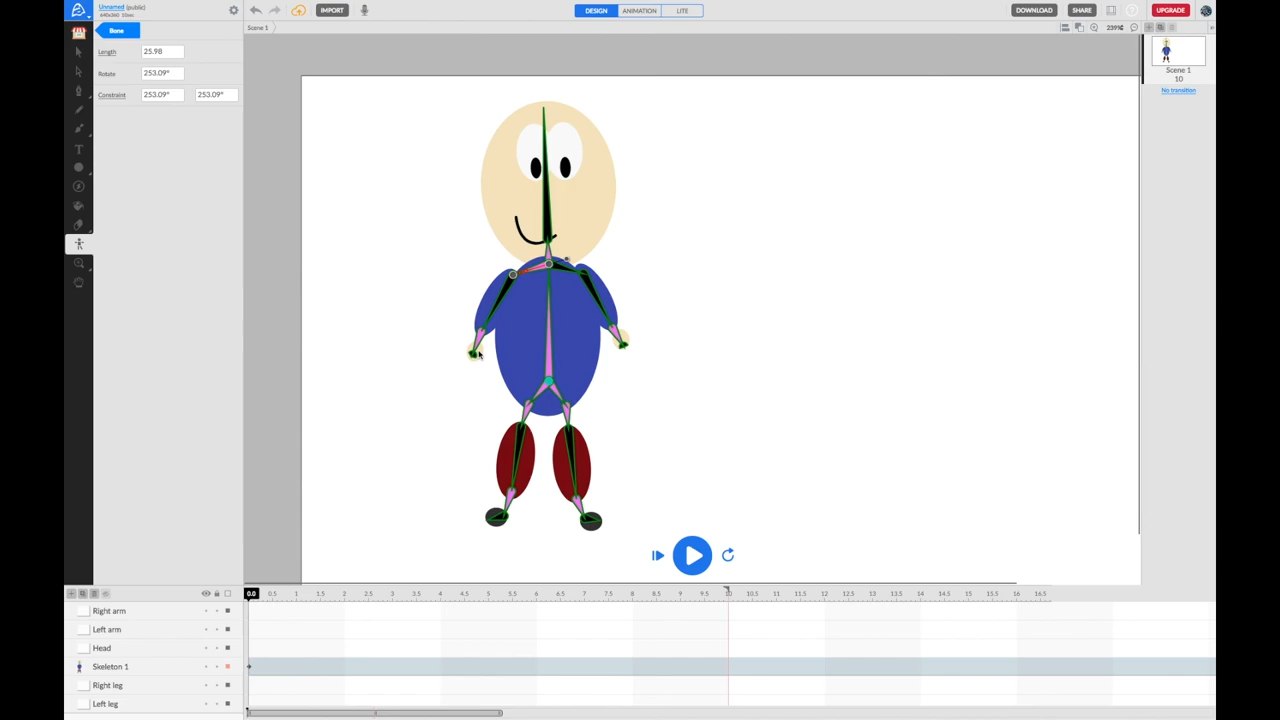 Unnamed (public)
640x360 10sec
IMPORT
DESIGN
ANIMATION
LITE
DOWNLOAD
SHARE
UPGRADE
Bone
Scene 1
239%
Length 25.98
Rotate 253.09°
Constraint 253.09° 253.09°
T
Scene 1
10
No transition
0.0 0.5 1 1.5 2 2.5 3 3.5 4 4.5 5 5.5 6 6.5 7 7.5 8 8.5 9 9.5 10 10.5 11 11.5 12 12.5 13 13.5 14 14.5 15 15.5 16 16.5
Right arm
Left arm
Head
Skeleton 1
Right leg
Left leg